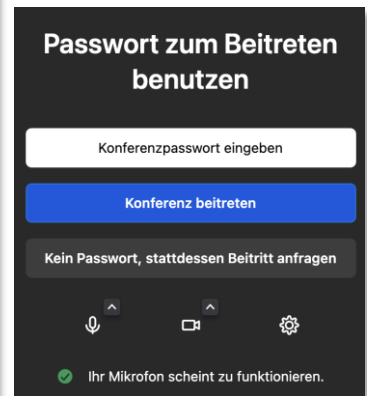 Passwort zum Beitreten
benutzen
Konferenzpasswort eingeben
Konferenz beitreten
Kein Passwort, stattdessen Beitritt anfragen
Ihr Mikrofon scheint zu funktionieren.